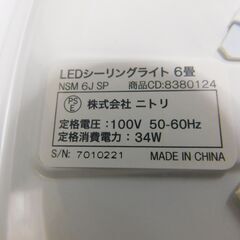 LEDシーリングライト 6畳
NSM 6J SP 商品CD:8380124
PS E 株式会社 ニトリ
定格電圧:100V 50-60Hz
定格消費電力:34W
S/N: 7010221 MADE IN CHINA